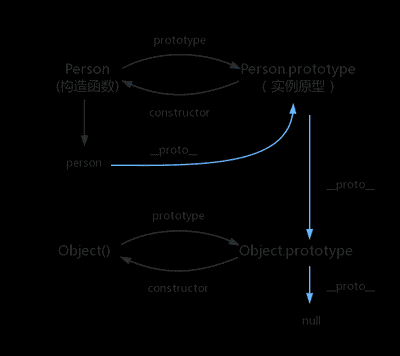 prototype
Person
(构造函数)
Person.prototype
（实例原型）
constructor
__proto__
person
__proto__
prototype
Object()
Object.prototype
constructor
__proto__
null